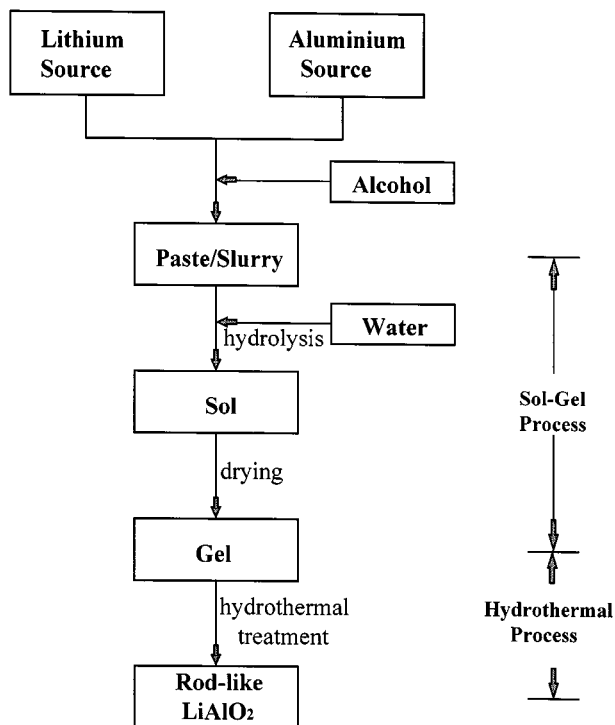 Lithium
Source
Aluminium
Source
Alcohol
Paste/Slurry
Water
hydrolysis
Sol
Sol-Gel
Process
drying
Gel
hydrothermal
treatment
Hydrothermal
Process
Rod-like
LiAlO₂